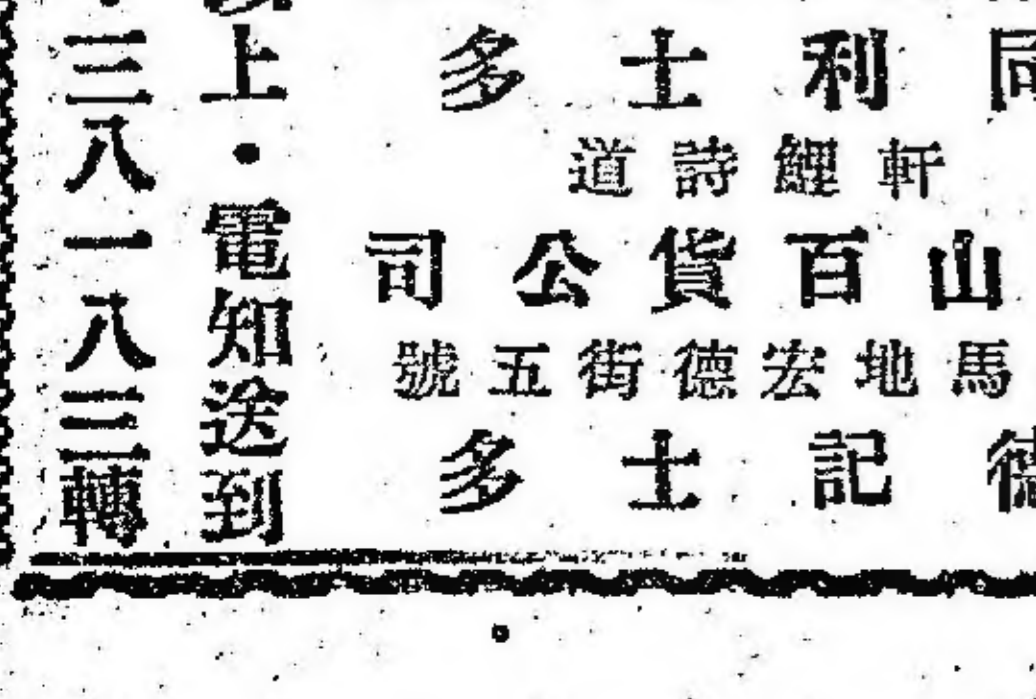 同利士多
軒鯉詩道
山百貨公司
馬地宏德街五號
德記士多
上・電知送到
・三八一八三轉